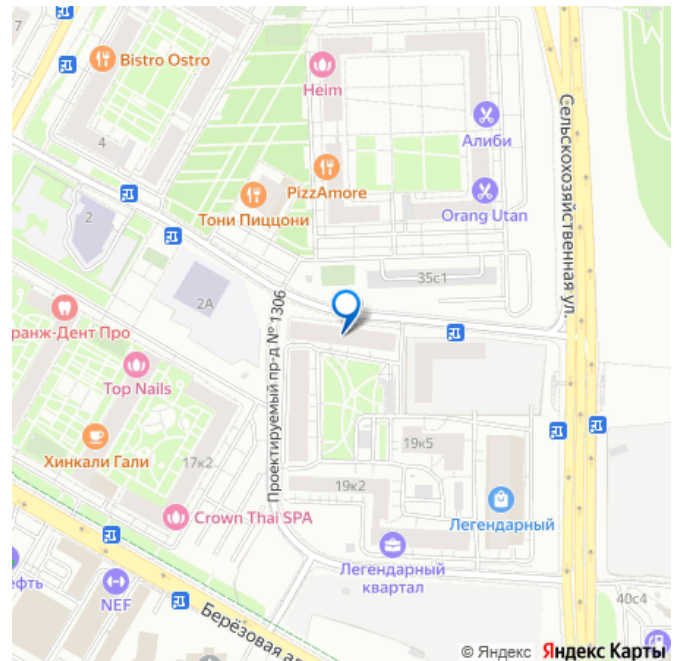 7
Bistro Ostro
Heim
4
Алиби
PizzAmore
Тони Пиццони
Orang Utan
2
Сельскохозяйственная ул.
35с1
2А
Проектируемый пр-д № 1306
ранж-Дент Про
Top Nails
Хинкали Гали
17к2
19к5
19к2
Crown Thai SPA
Легендарный
Легендарный
квартал
ефть
NEF
Берёзовая ал
40с4
© Яндекс Яндекс Карты